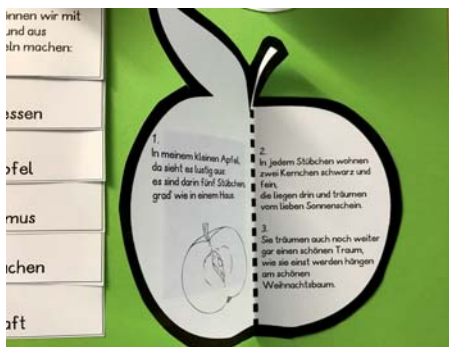 innen wir mit
und aus
eln machen:
essen
pfel
mus
uchen
aft
1.
In meinem kleinen Apfel,
da sieht es lustig aus:
es sind darin fünf Stübchen,
grad' wie in einem Haus.
2.
In jedem Stübchen wohnen
zwei Kernchen schwarz und
fein,
die liegen drin und träumen
vom lieben Sonnenschein.
3.
Sie träumen auch noch weiter
gar einen schönen Traum,
wie sie einst werden hängen
am schönen
Weihnachtsbaum.